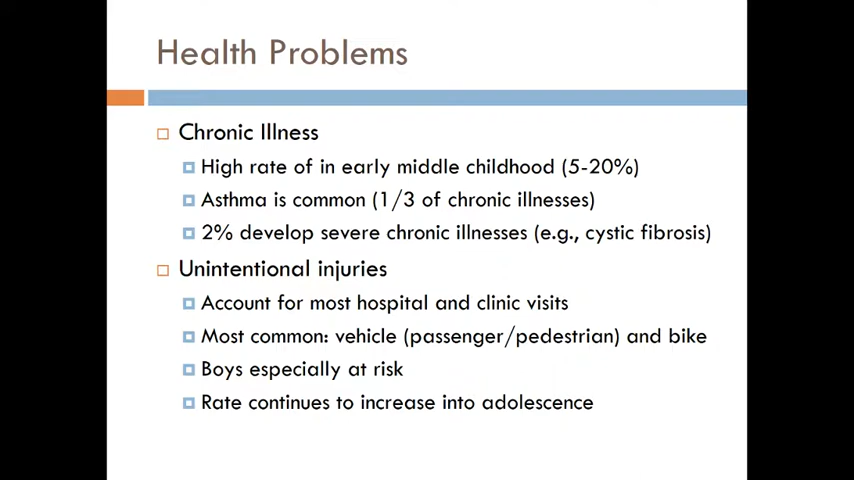 Health Problems
Chronic Illness
High rate of in early middle childhood (5-20%)
Asthma is common (1/3 of chronic illnesses)
2% develop severe chronic illnesses (e.g., cystic fibrosis)
Unintentional injuries
Account for most hospital and clinic visits
Most common: vehicle (passenger/pedestrian) and bike
Boys especially at risk
Rate continues to increase into adolescence